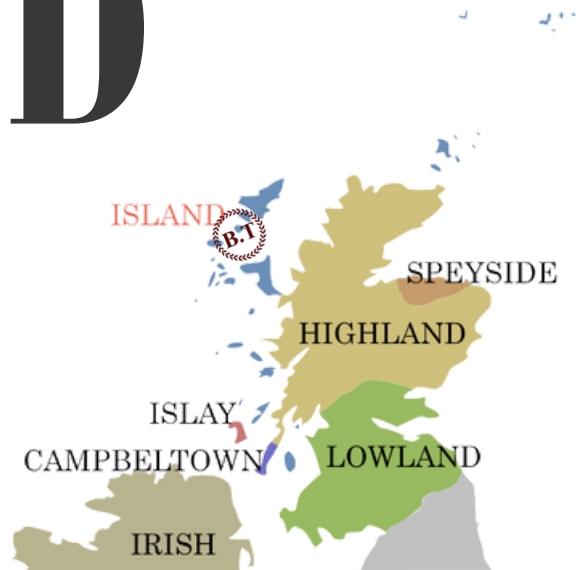 D
ISLAND
B.T
SPEYSIDE
HIGHLAND
ISLAY
CAMPBELTOWN
LOWLAND
IRISH